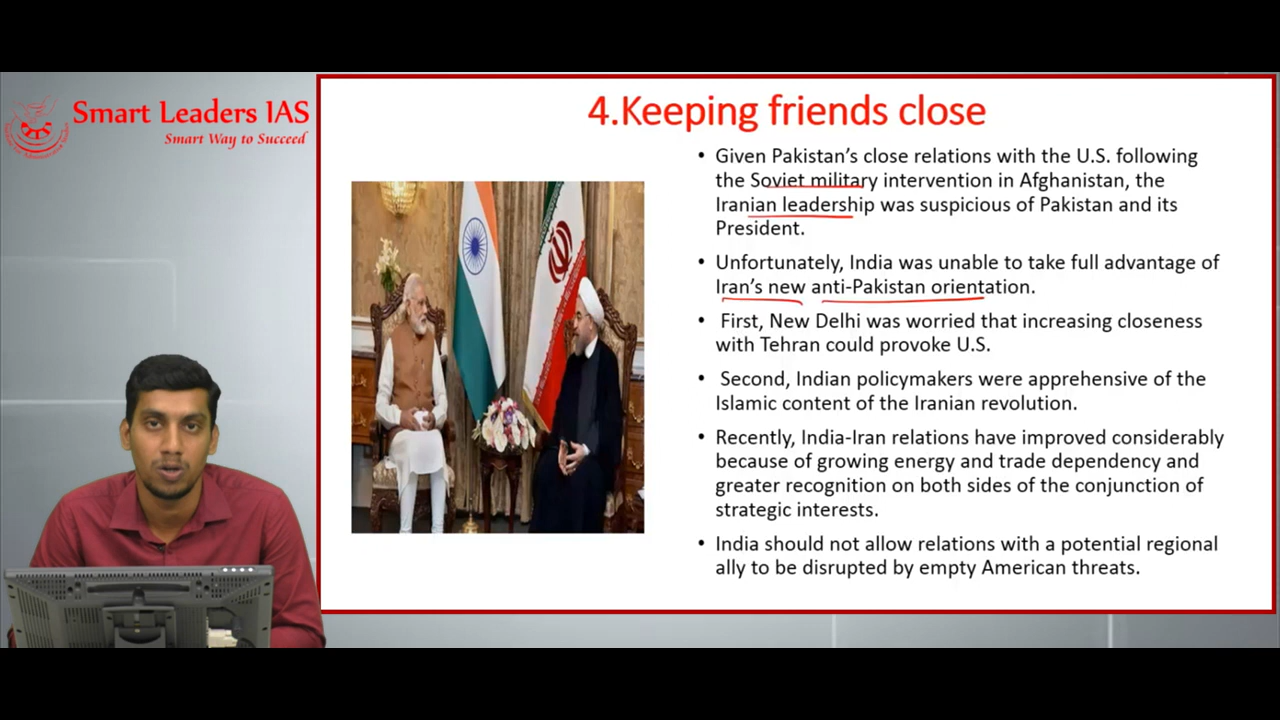 Smart Leaders IAS
Smart Way to Succeed
4.Keeping friends close
• Given Pakistan's close relations with the U.S. following
the Soviet military intervention in Afghanistan, the
Iranian leadership was suspicious of Pakistan and its
President.
• Unfortunately, India was unable to take full advantage of
Iran's new anti-Pakistan orientation.
• First, New Delhi was worried that increasing closeness
with Tehran could provoke U.S.
• Second, Indian policymakers were apprehensive of the
Islamic content of the Iranian revolution.
• Recently, India-Iran relations have improved considerably
because of growing energy and trade dependency and
greater recognition on both sides of the conjunction of
strategic interests.
• India should not allow relations with a potential regional
ally to be disrupted by empty American threats.